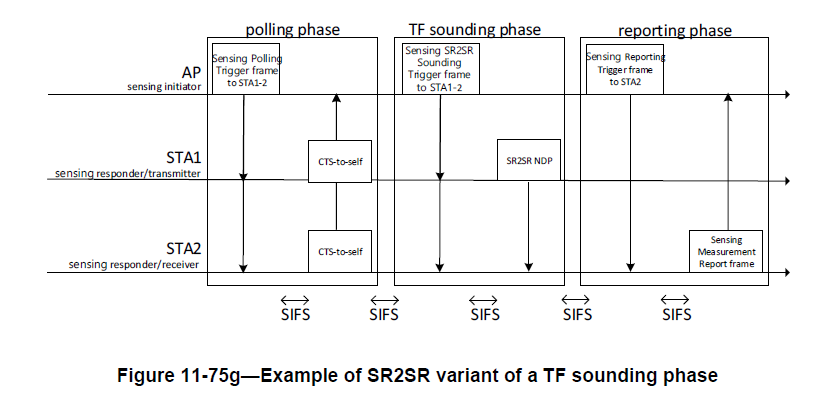 polling phase
TF sounding phase
reporting phase
AP
sensing initiator
Sensing Polling
Trigger frame
to STA1-2
Sensing SR2SR
Sounding
Trigger frame
to STA1-2
Sensing Reporting
Trigger frame
to STA2
STA1
sensing responder/transmitter
CTS-to-self
SR2SR NDP
STA2
sensing responder/receiver
CTS-to-self
Sensing
Measurement
Report frame
SIFS
SIFS
SIFS
SIFS
SIFS
Figure 11-75g—Example of SR2SR variant of a TF sounding phase